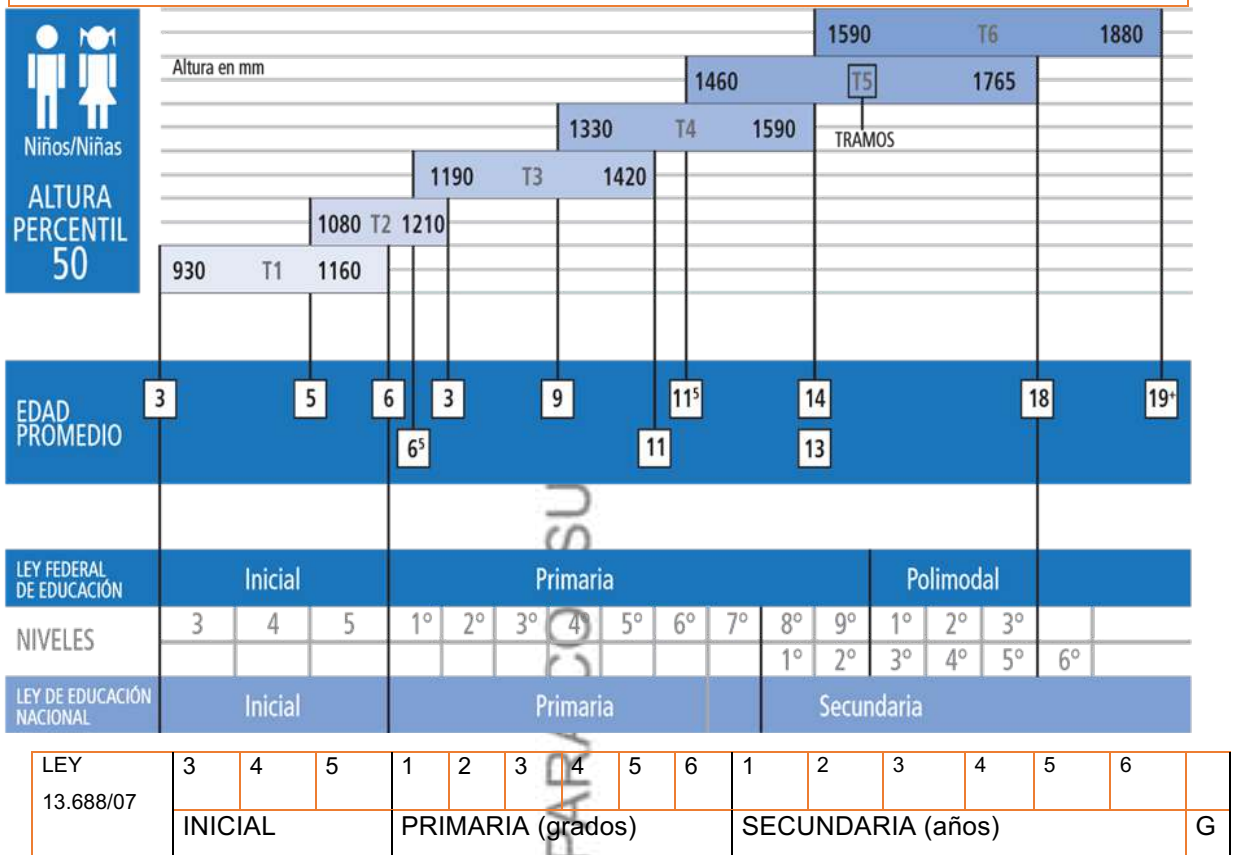 1590 T6 1880
Altura en mm
1460 T5 1765
Niños/Niñas
1330 T4 1590
TRAMOS
ALTURA
PERCENTIL
50
1190 T3 1420
1080 T2 1210
930 T1 1160
EDAD
PROMEDIO
3 5 6 3 9 11⁵ 14 18 19⁺
6⁵ 11 13
LEY FEDERAL
DE EDUCACIÓN
Inicial Primaria Polimodal
NIVELES
3 4 5 1° 2° 3° 4° 5° 6° 7° 8° 9° 1° 2° 3°
1° 2° 3° 4° 5° 6°
LEY DE EDUCACIÓN
NACIONAL
Inicial Primaria Secundaria
LEY
13.688/07
3 4 5 1 2 3 4 5 6 1 2 3 4 5 6
INICIAL PRIMARIA (grados) SECUNDARIA (años) G
PARA CO SU